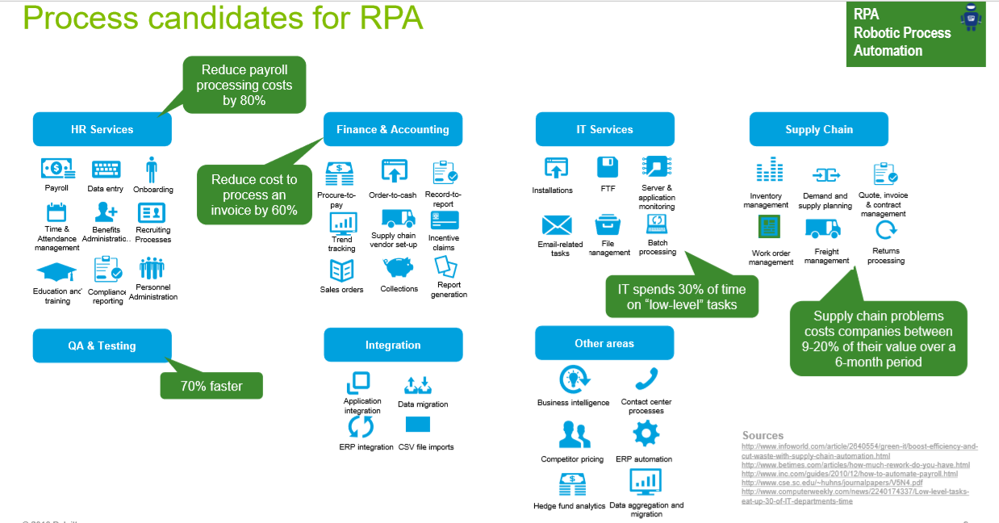 Process candidates for RPA
RPA
Robotic Process
Automation
Reduce payroll
processing costs
by 80%
HR Services
Payroll
Data entry
Onboarding
Time &
Attendance
management
Benefits
Administratic..
Recruiting
Processes
Education and
training
Compliance
reporting
Personnel
Administration
Finance & Accounting
Reduce cost to
process an
invoice by 60%
Procure-to-
pay
Order-to-cash
Record-to-
report
Trend
tracking
Supply chain
vendor set-up
Incentive
claims
Sales orders
Collections
Report
generation
IT Services
Installations
FTF
Server &
application
monitoring
Email-related
tasks
File
management
Batch
processing
IT spends 30% of time
on “low-level” tasks
Supply Chain
Inventory
management
Demand and
supply planning
Quote, invoice
& contract
management
Work order
management
Freight
management
Returns
processing
Supply chain problems
costs companies between
9-20% of their value over a
6-month period
QA & Testing
70% faster
Integration
Application
integration
Data migration
ERP integration
CSV file imports
Other areas
Business intelligence
Contact center
processes
Competitor pricing
ERP automation
Hedge fund analytics
Data aggregation and
migration
Sources
http://www.infoworld.com/article/2640554/green-it/boost-efficiency-and-
cut-waste-with-supply-chain-automation.html
http://www.betimes.com/articles/how-much-rework-do-you-have.html
http://www.inc.com/guides/2010/12/how-to-automate-payroll.html
http://www.cse.sc.edu/~huhns/journalpapers/V5N4.pdf
http://www.computerweekly.com/news/2240174337/Low-level-tasks-
eat-up-30-of-IT-departments-time